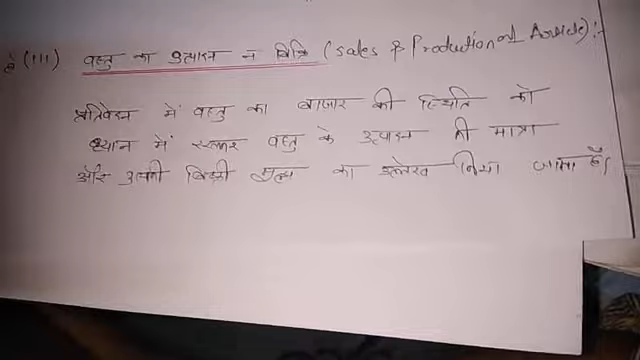 (iii) वस्तु का उत्पादन व बिक्रि (Sales & Production of Article):-
प्रतिवेदन में वस्तु का बाजार की स्थिति को
ध्यान में रखकर वस्तु के उत्पादन की मात्रा
और उसकी बिक्री मूल्य का उल्लेख किया जाता है।